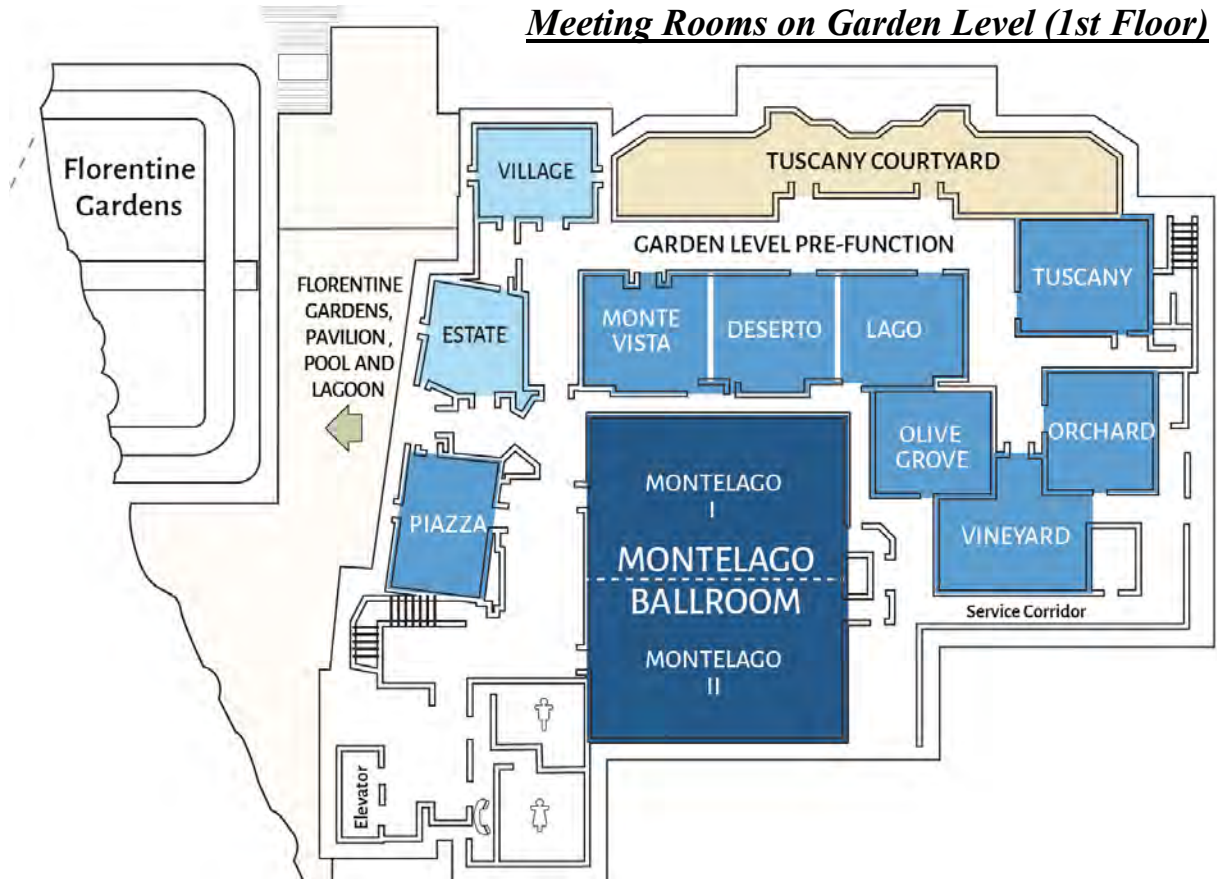 Meeting Rooms on Garden Level (1st Floor)
Florentine
Gardens
VILLAGE
TUSCANY COURTYARD
GARDEN LEVEL PRE-FUNCTION
TUSCANY
FLORENTINE
GARDENS,
PAVILION,
POOL AND
LAGOON
ESTATE
MONTE
VISTA
DESERTO
LAGO
OLIVE
GROVE
ORCHARD
PIAZZA
MONTELAGO
I
MONTELAGO
BALLROOM
MONTELAGO
II
VINEYARD
Service Corridor
Elevator